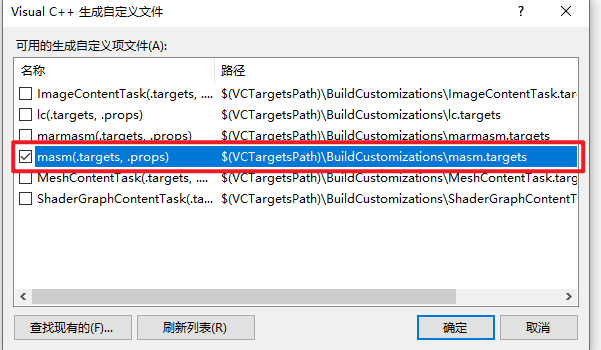 Visual C++ 生成自定义文件
可用的生成自定义项文件(A):
名称 路径
ImageContentTask(.targets, .... $(VCTargetsPath)\BuildCustomizations\ImageContentTask.tar
lc(.targets, .props) $(VCTargetsPath)\BuildCustomizations\lc.targets
marmasm(.targets, .props) $(VCTargetsPath)\BuildCustomizations\marmasm.targets
masm(.targets, .props) $(VCTargetsPath)\BuildCustomizations\masm.targets
MeshContentTask(.targets, .... $(VCTargetsPath)\BuildCustomizations\MeshContentTask.targ
ShaderGraphContentTask(.ta... $(VCTargetsPath)\BuildCustomizations\ShaderGraphContentT
查找现有的(F)... 刷新列表(R) 确定 取消